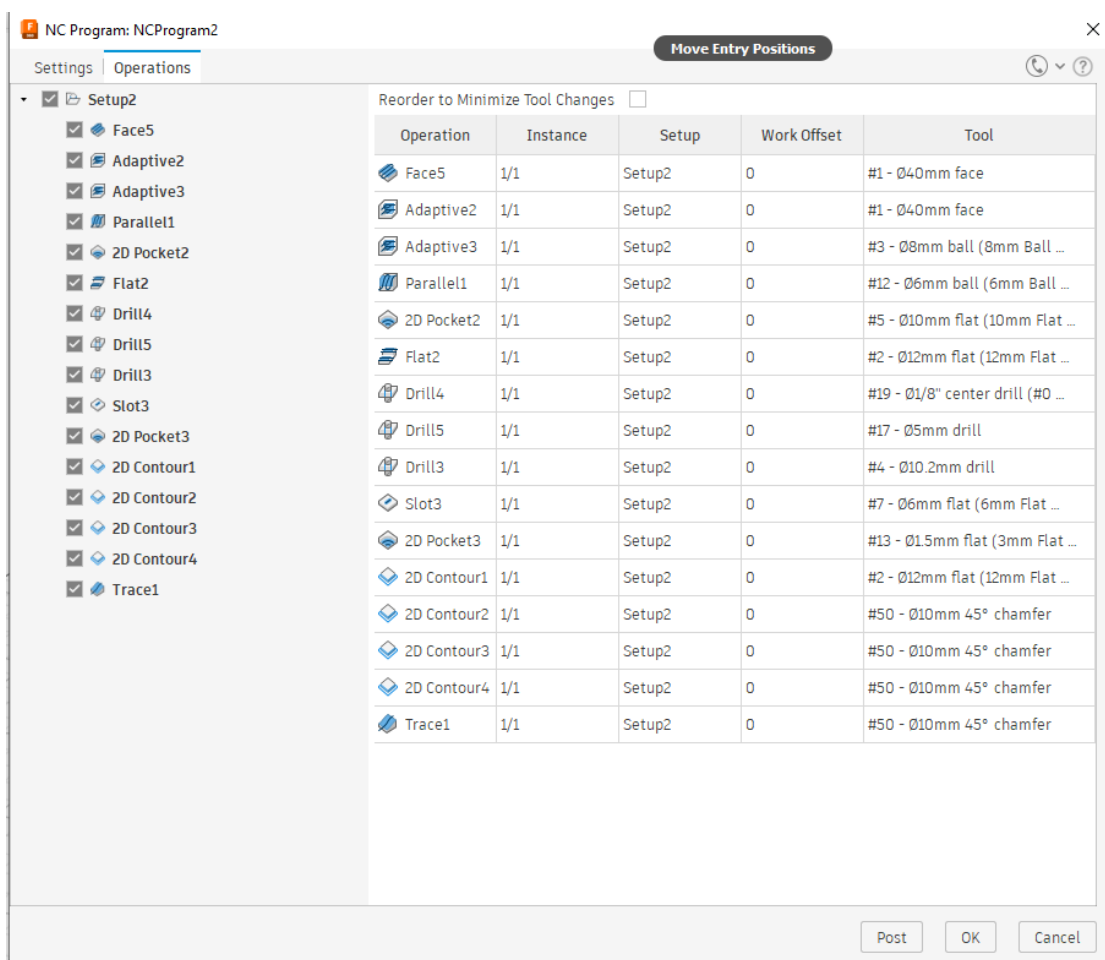 NC Program: NCProgram2
Move Entry Positions
Settings Operations
Setup2
Face5
Adaptive2
Adaptive3
Parallel1
2D Pocket2
Flat2
Drill4
Drill5
Drill3
Slot3
2D Pocket3
2D Contour1
2D Contour2
2D Contour3
2D Contour4
Trace1
Reorder to Minimize Tool Changes
Operation Instance Setup Work Offset Tool
Face5 1/1 Setup2 0 #1 - Ø40mm face
Adaptive2 1/1 Setup2 0 #1 - Ø40mm face
Adaptive3 1/1 Setup2 0 #3 - Ø8mm ball (8mm Ball ...
Parallel1 1/1 Setup2 0 #12 - Ø6mm ball (6mm Ball ...
2D Pocket2 1/1 Setup2 0 #5 - Ø10mm flat (10mm Flat ...
Flat2 1/1 Setup2 0 #2 - Ø12mm flat (12mm Flat ...
Drill4 1/1 Setup2 0 #19 - Ø1/8" center drill (#0 ...
Drill5 1/1 Setup2 0 #17 - Ø5mm drill
Drill3 1/1 Setup2 0 #4 - Ø10.2mm drill
Slot3 1/1 Setup2 0 #7 - Ø6mm flat (6mm Flat ...
2D Pocket3 1/1 Setup2 0 #13 - Ø1.5mm flat (3mm Flat ...
2D Contour1 1/1 Setup2 0 #2 - Ø12mm flat (12mm Flat ...
2D Contour2 1/1 Setup2 0 #50 - Ø10mm 45° chamfer
2D Contour3 1/1 Setup2 0 #50 - Ø10mm 45° chamfer
2D Contour4 1/1 Setup2 0 #50 - Ø10mm 45° chamfer
Trace1 1/1 Setup2 0 #50 - Ø10mm 45° chamfer
Post OK Cancel